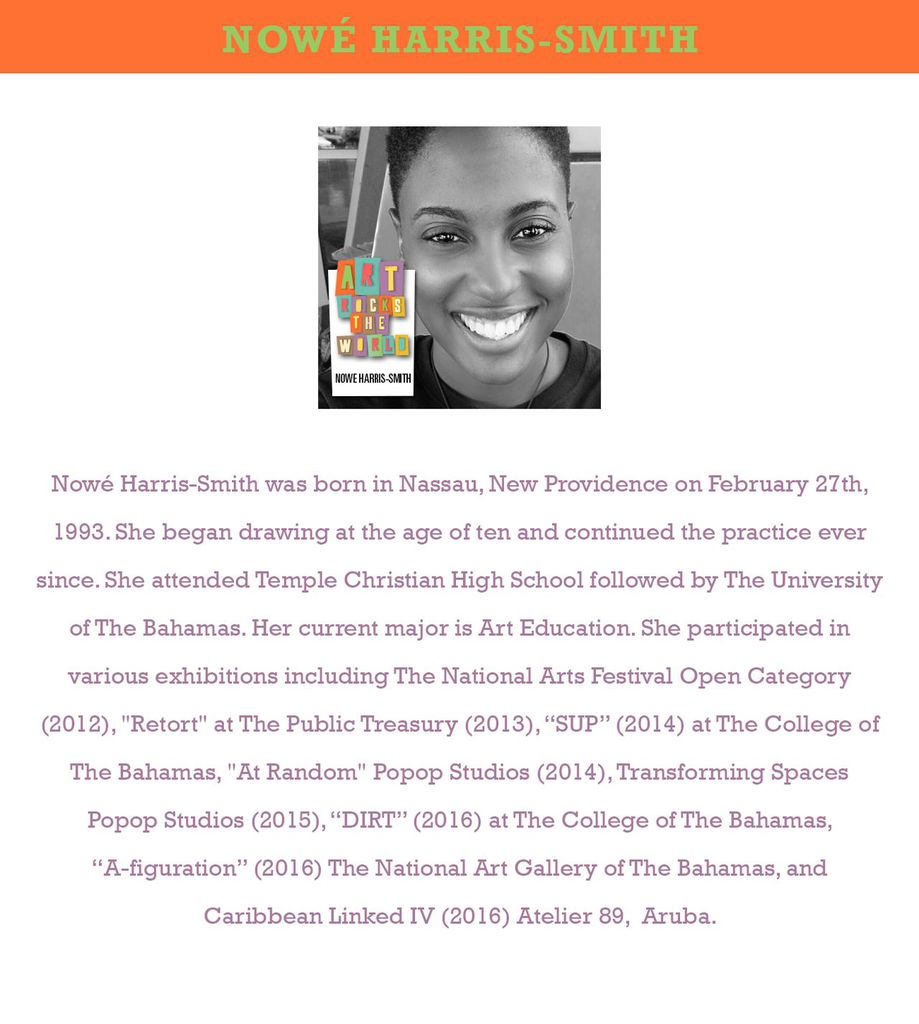 NOWÉ HARRIS-SMITH
ART
ROCKS
THE
WORLD
NOWE HARRIS-SMITH
Nowé Harris-Smith was born in Nassau, New Providence on February 27th,
1993. She began drawing at the age of ten and continued the practice ever
since. She attended Temple Christian High School followed by The University
of The Bahamas. Her current major is Art Education. She participated in
various exhibitions including The National Arts Festival Open Category
(2012), "Retort" at The Public Treasury (2013), “SUP” (2014) at The College of
The Bahamas, "At Random" Popop Studios (2014), Transforming Spaces
Popop Studios (2015), “DIRT” (2016) at The College of The Bahamas,
“A-figuration” (2016) The National Art Gallery of The Bahamas, and
Caribbean Linked IV (2016) Atelier 89,  Aruba.